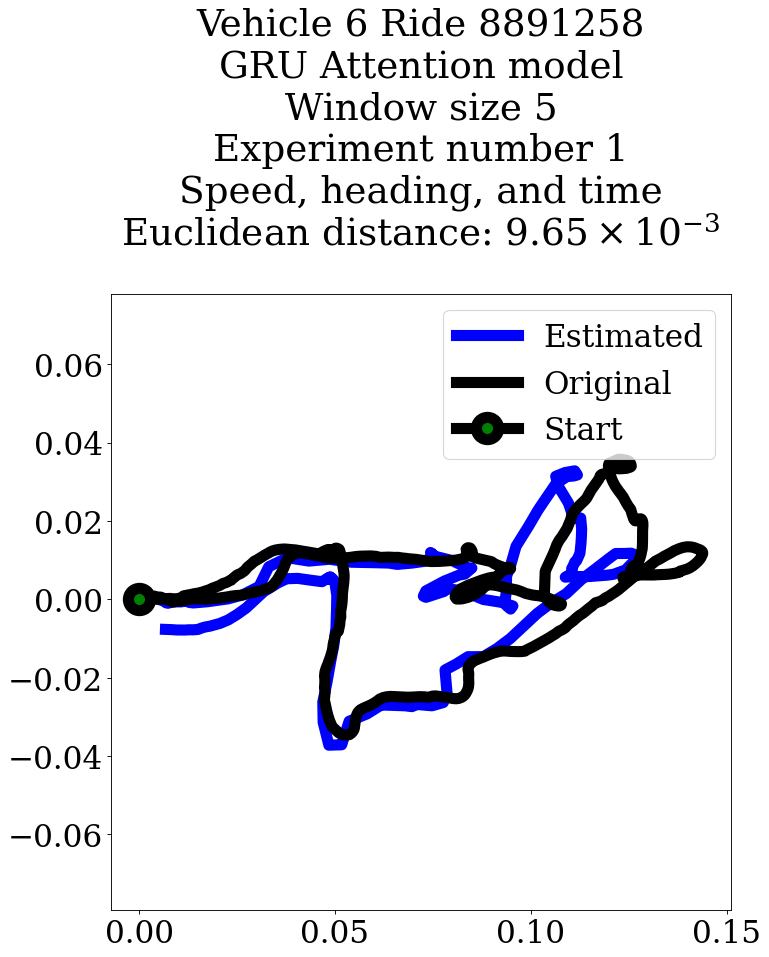 Vehicle 6 Ride 8891258
GRU Attention model
Window size 5
Experiment number 1
Speed, heading, and time
Euclidean distance: 9.65 × 10⁻³
Estimated
Original
Start
0.06
0.04
0.02
0.00
−0.02
−0.04
−0.06
0.00 0.05 0.10 0.15